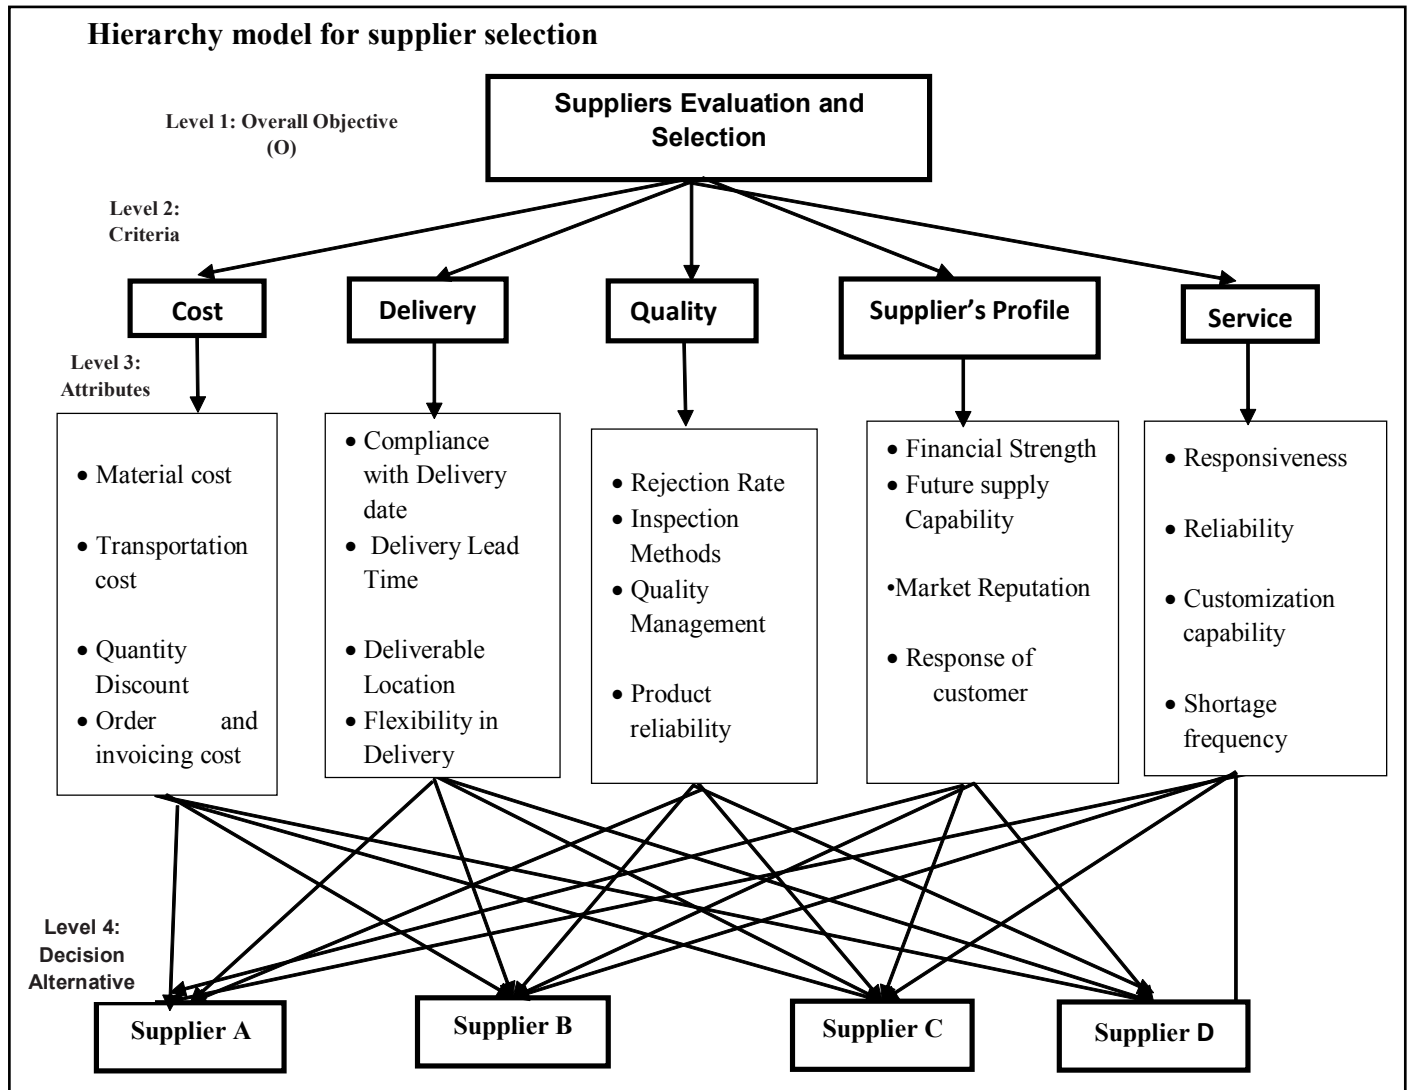 Hierarchy model for supplier selection
Suppliers Evaluation and
Selection
Level 1: Overall Objective
(O)
Level 2:
Criteria
Cost
Delivery
Quality
Supplier’s Profile
Service
Level 3:
Attributes
• Material cost
• Transportation
cost
• Quantity
Discount
• Order and
invoicing cost
• Compliance
with Delivery
date
• Delivery Lead
Time
• Deliverable
Location
• Flexibility in
Delivery
• Rejection Rate
• Inspection
Methods
• Quality
Management
• Product
reliability
• Financial Strength
• Future supply
Capability
•Market Reputation
• Response of
customer
• Responsiveness
• Reliability
• Customization
capability
• Shortage
frequency
Level 4:
Decision
Alternative
Supplier A
Supplier B
Supplier C
Supplier D